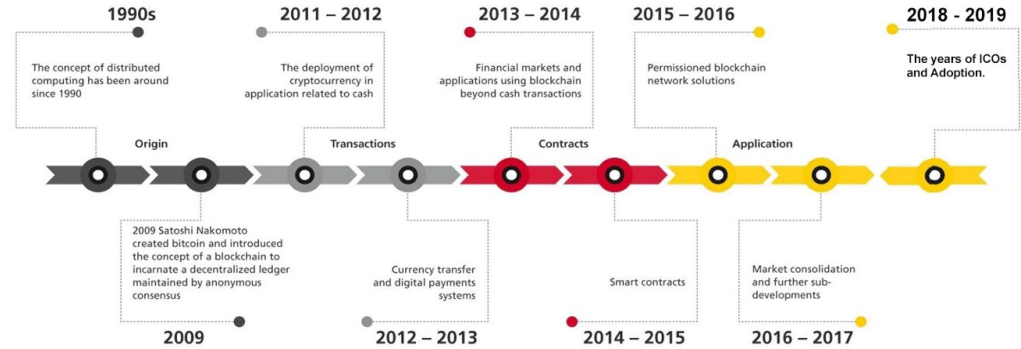 1990s
The concept of distributed
computing has been around
since 1990
2011 – 2012
The deployment of
cryptocurrency in
application related to cash
2013 – 2014
Financial markets and
applications using blockchain
beyond cash transactions
2015 – 2016
Permissioned blockchain
network solutions
2018 - 2019
The years of ICOs
and Adoption.
Origin
Transactions
Contracts
Application
2009 Satoshi Nakomoto
created bitcoin and introduced
the concept of a blockchain to
incarnate a decentralized ledger
maintained by anonymous
consensus
2009
Currency transfer
and digital payments
systems
2012 – 2013
Smart contracts
2014 – 2015
Market consolidation
and further sub-
developments
2016 – 2017